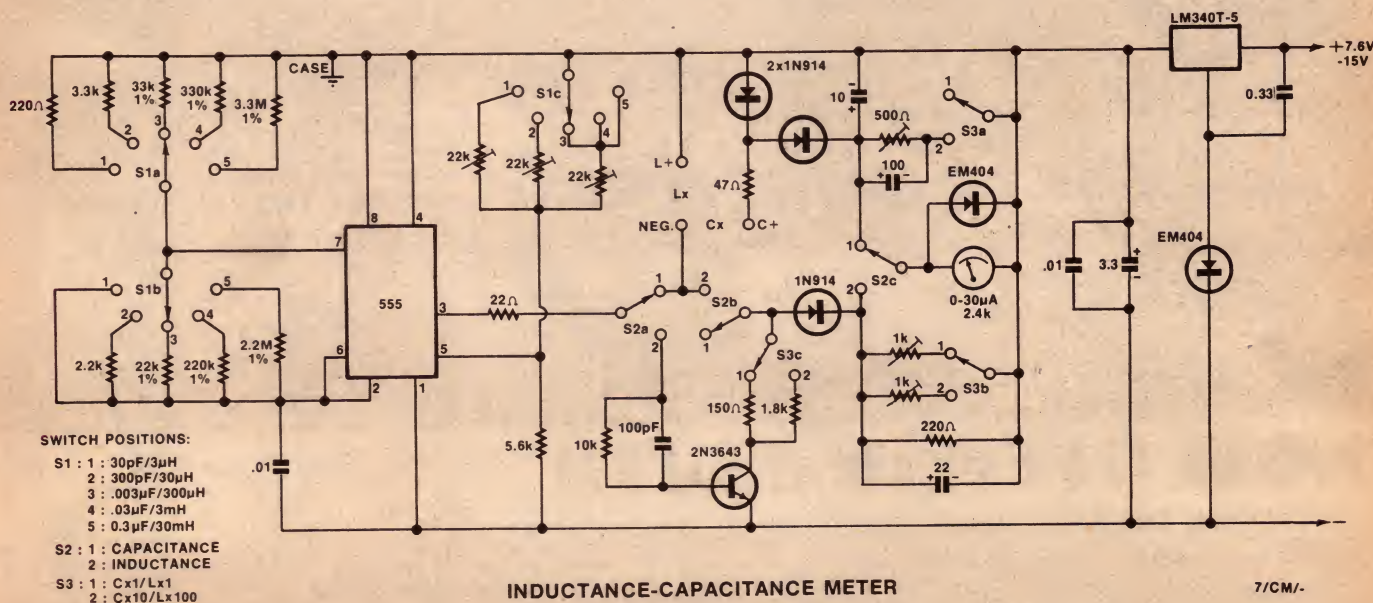 LM340T-5
+7.6V
-15V
CASE
2x1N914
220Ω
3.3k
33k
1%
330k
1%
3.3M
1%
1
2
3
4
5
S1a
1
2
3
4
5
S1c
22k
22k
22k
L+
Lx
NEG.
Cx
C+
47Ω
10
+
-
500Ω
100
+
-
1
2
S3a
0.33
EM404
EM404
0-30µA
2.4k
.01
3.3
+
-
7
8
4
555
3
5
6
2
1
S1b
1
2
3
4
5
2.2k
22k
1%
220k
1%
2.2M
1%
22Ω
S2a
1
2
S2b
2
1
1N914
S2c
1
2
S3c
1
2
150Ω
1.8k
1k
1k
1
2
S3b
220Ω
22
+
-
10k
100pF
2N3643
5.6k
.01
-
SWITCH POSITIONS:
S1 : 1 : 30pF/3µH
2 : 300pF/30µH
3 : .003µF/300µH
4 : .03µF/3mH
5 : 0.3µF/30mH
S2 : 1 : CAPACITANCE
2 : INDUCTANCE
S3 : 1 : Cx1/Lx1
2 : Cx10/Lx100
INDUCTANCE-CAPACITANCE METER
7/CM/-